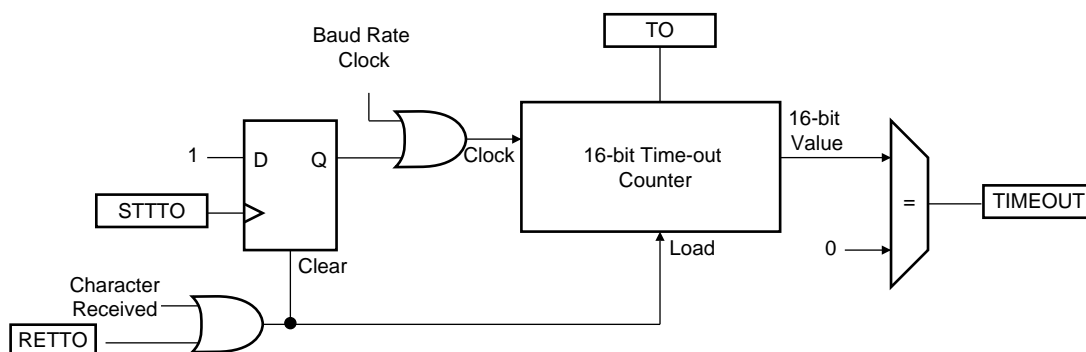 TO
Baud Rate
Clock
16-bit
Value
1
D
Q
Clock
16-bit Time-out
Counter
STTTO
=
TIMEOUT
Clear
Load
0
Character
Received
RETTO